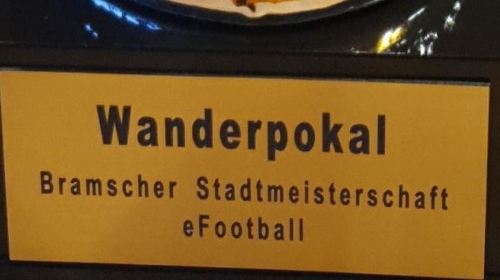 Wanderpokal
Bramscher Stadtmeisterschaft
eFootball